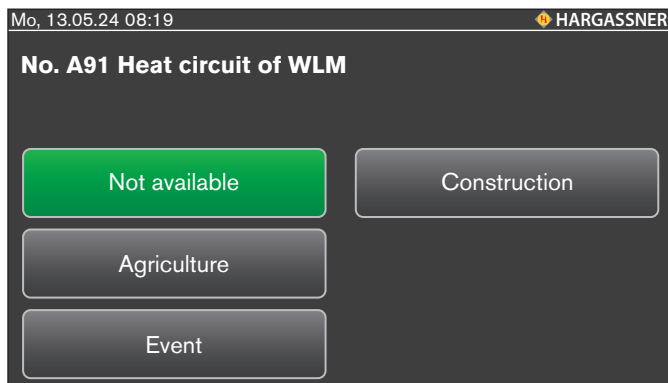 Mo, 13.05.24 08:19 HARGASSNER
No. A91 Heat circuit of WLM
Not available Construction
Agriculture
Event